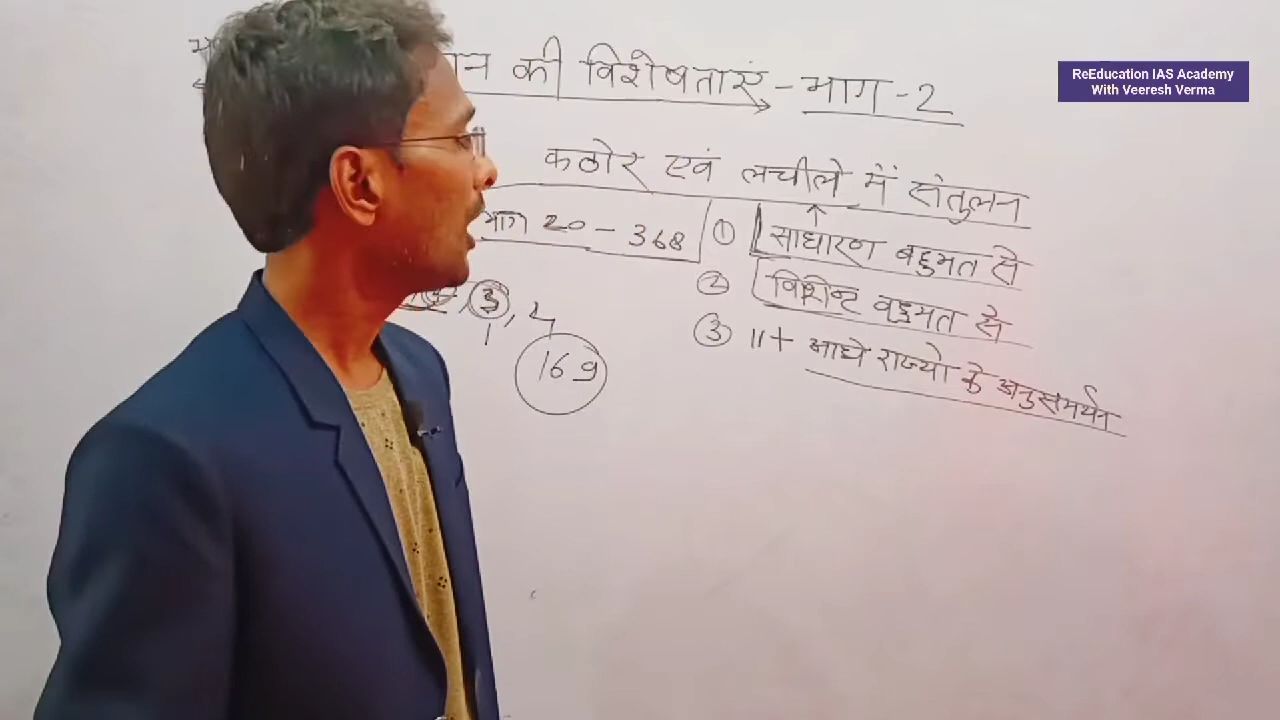 की विशेषताएं - भाग - 2
ReEducation IAS Academy
With Veeresh Verma
कठोर एवं लचीले में संतुलन
भाग 20 - 368
① साधारण बहुमत से
② विशेष बहुमत से
③ 11+ आधे राज्यो के अनुसमर्थन
③, 4
169